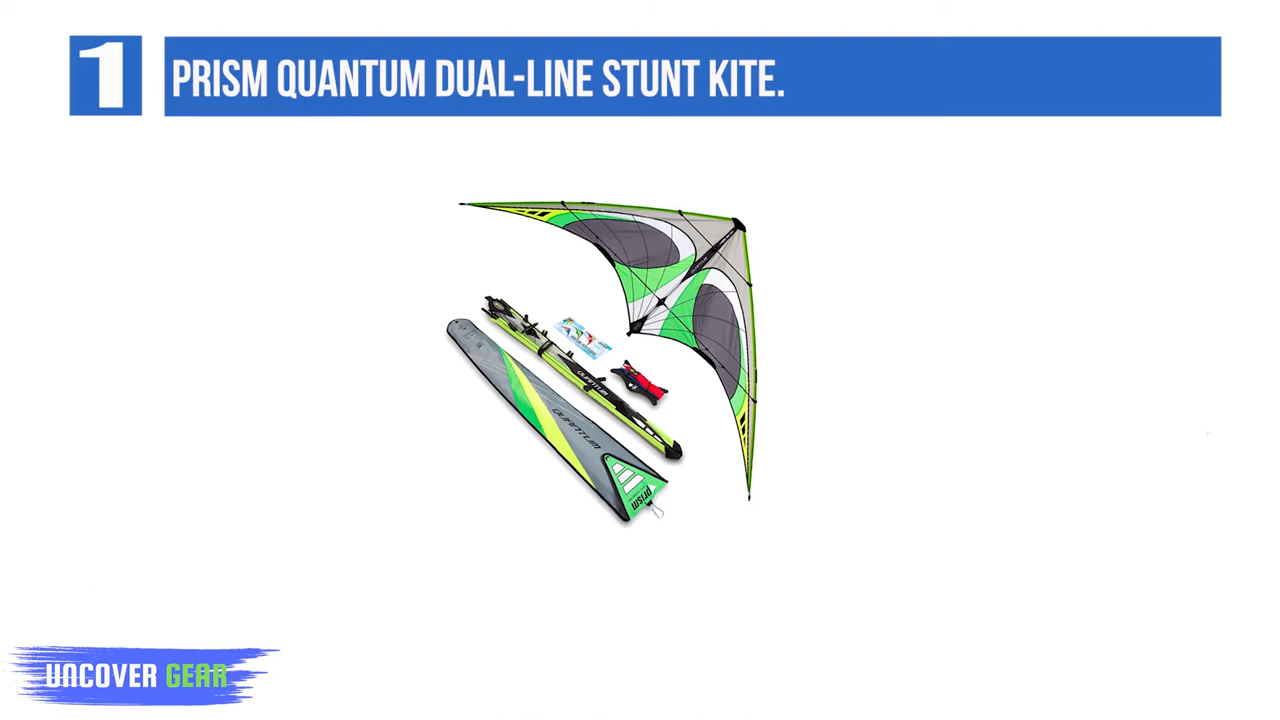 1
PRISM QUANTUM DUAL-LINE STUNT KITE.
QUANTUM
QUANTUM
prism
UNCOVER GEAR